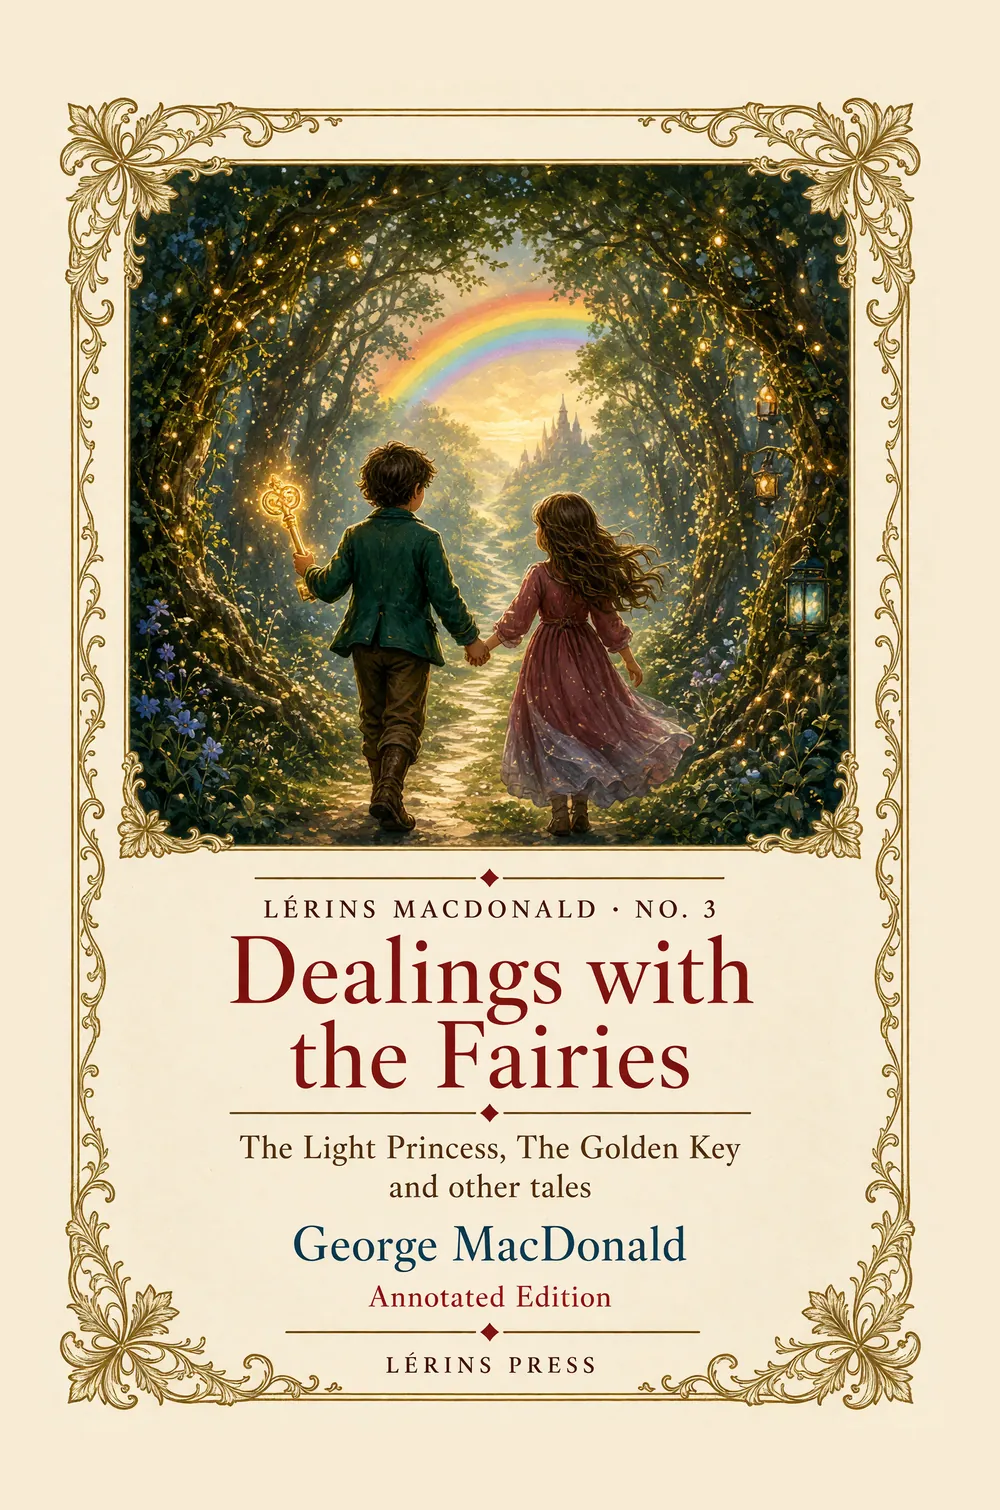 LÉRINS MACDONALD · NO. 3
Dealings with
the Fairies
The Light Princess, The Golden Key
and other tales
George MacDonald
Annotated Edition
LÉRINS PRESS